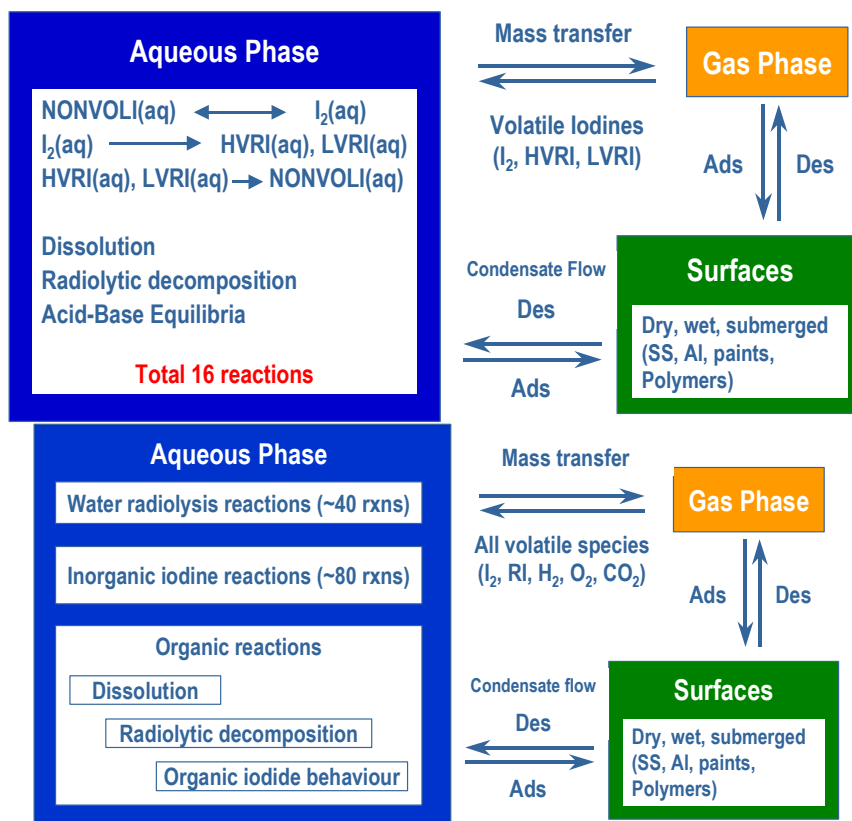 Aqueous Phase
NONVOLI(aq) I₂(aq)
I₂(aq) HVRI(aq), LVRI(aq)
HVRI(aq), LVRI(aq) NONVOLI(aq)
Dissolution
Radiolytic decomposition
Acid-Base Equilibria
Total 16 reactions
Mass transfer
Volatile Iodines
(I₂, HVRI, LVRI)
Gas Phase
Ads Des
Condensate Flow
Des
Ads
Surfaces
Dry, wet, submerged
(SS, Al, paints,
Polymers)
Aqueous Phase
Water radiolysis reactions (~40 rxns)
Inorganic iodine reactions (~80 rxns)
Organic reactions
Dissolution
Radiolytic decomposition
Organic iodide behaviour
Mass transfer
All volatile species
(I₂, RI, H₂, O₂, CO₂)
Gas Phase
Ads Des
Condensate flow
Des
Ads
Surfaces
Dry, wet, submerged
(SS, Al, paints,
Polymers)